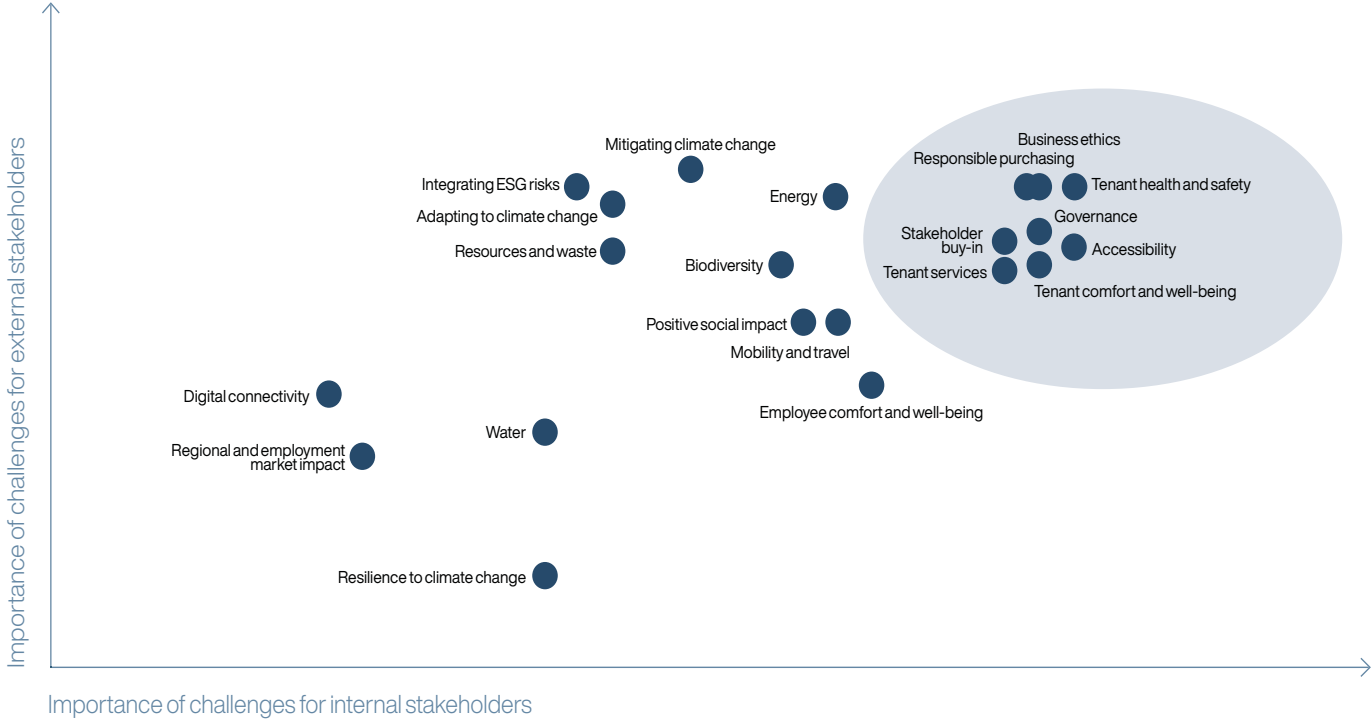 Importance of challenges for external stakeholders
Business ethics
Mitigating climate change
Responsible purchasing
Integrating ESG risks
Tenant health and safety
Energy
Adapting to climate change
Governance
Stakeholder
buy-in
Resources and waste
Accessibility
Biodiversity
Tenant services
Tenant comfort and well-being
Positive social impact
Mobility and travel
Digital connectivity
Employee comfort and well-being
Water
Regional and employment
market impact
Resilience to climate change
Importance of challenges for internal stakeholders